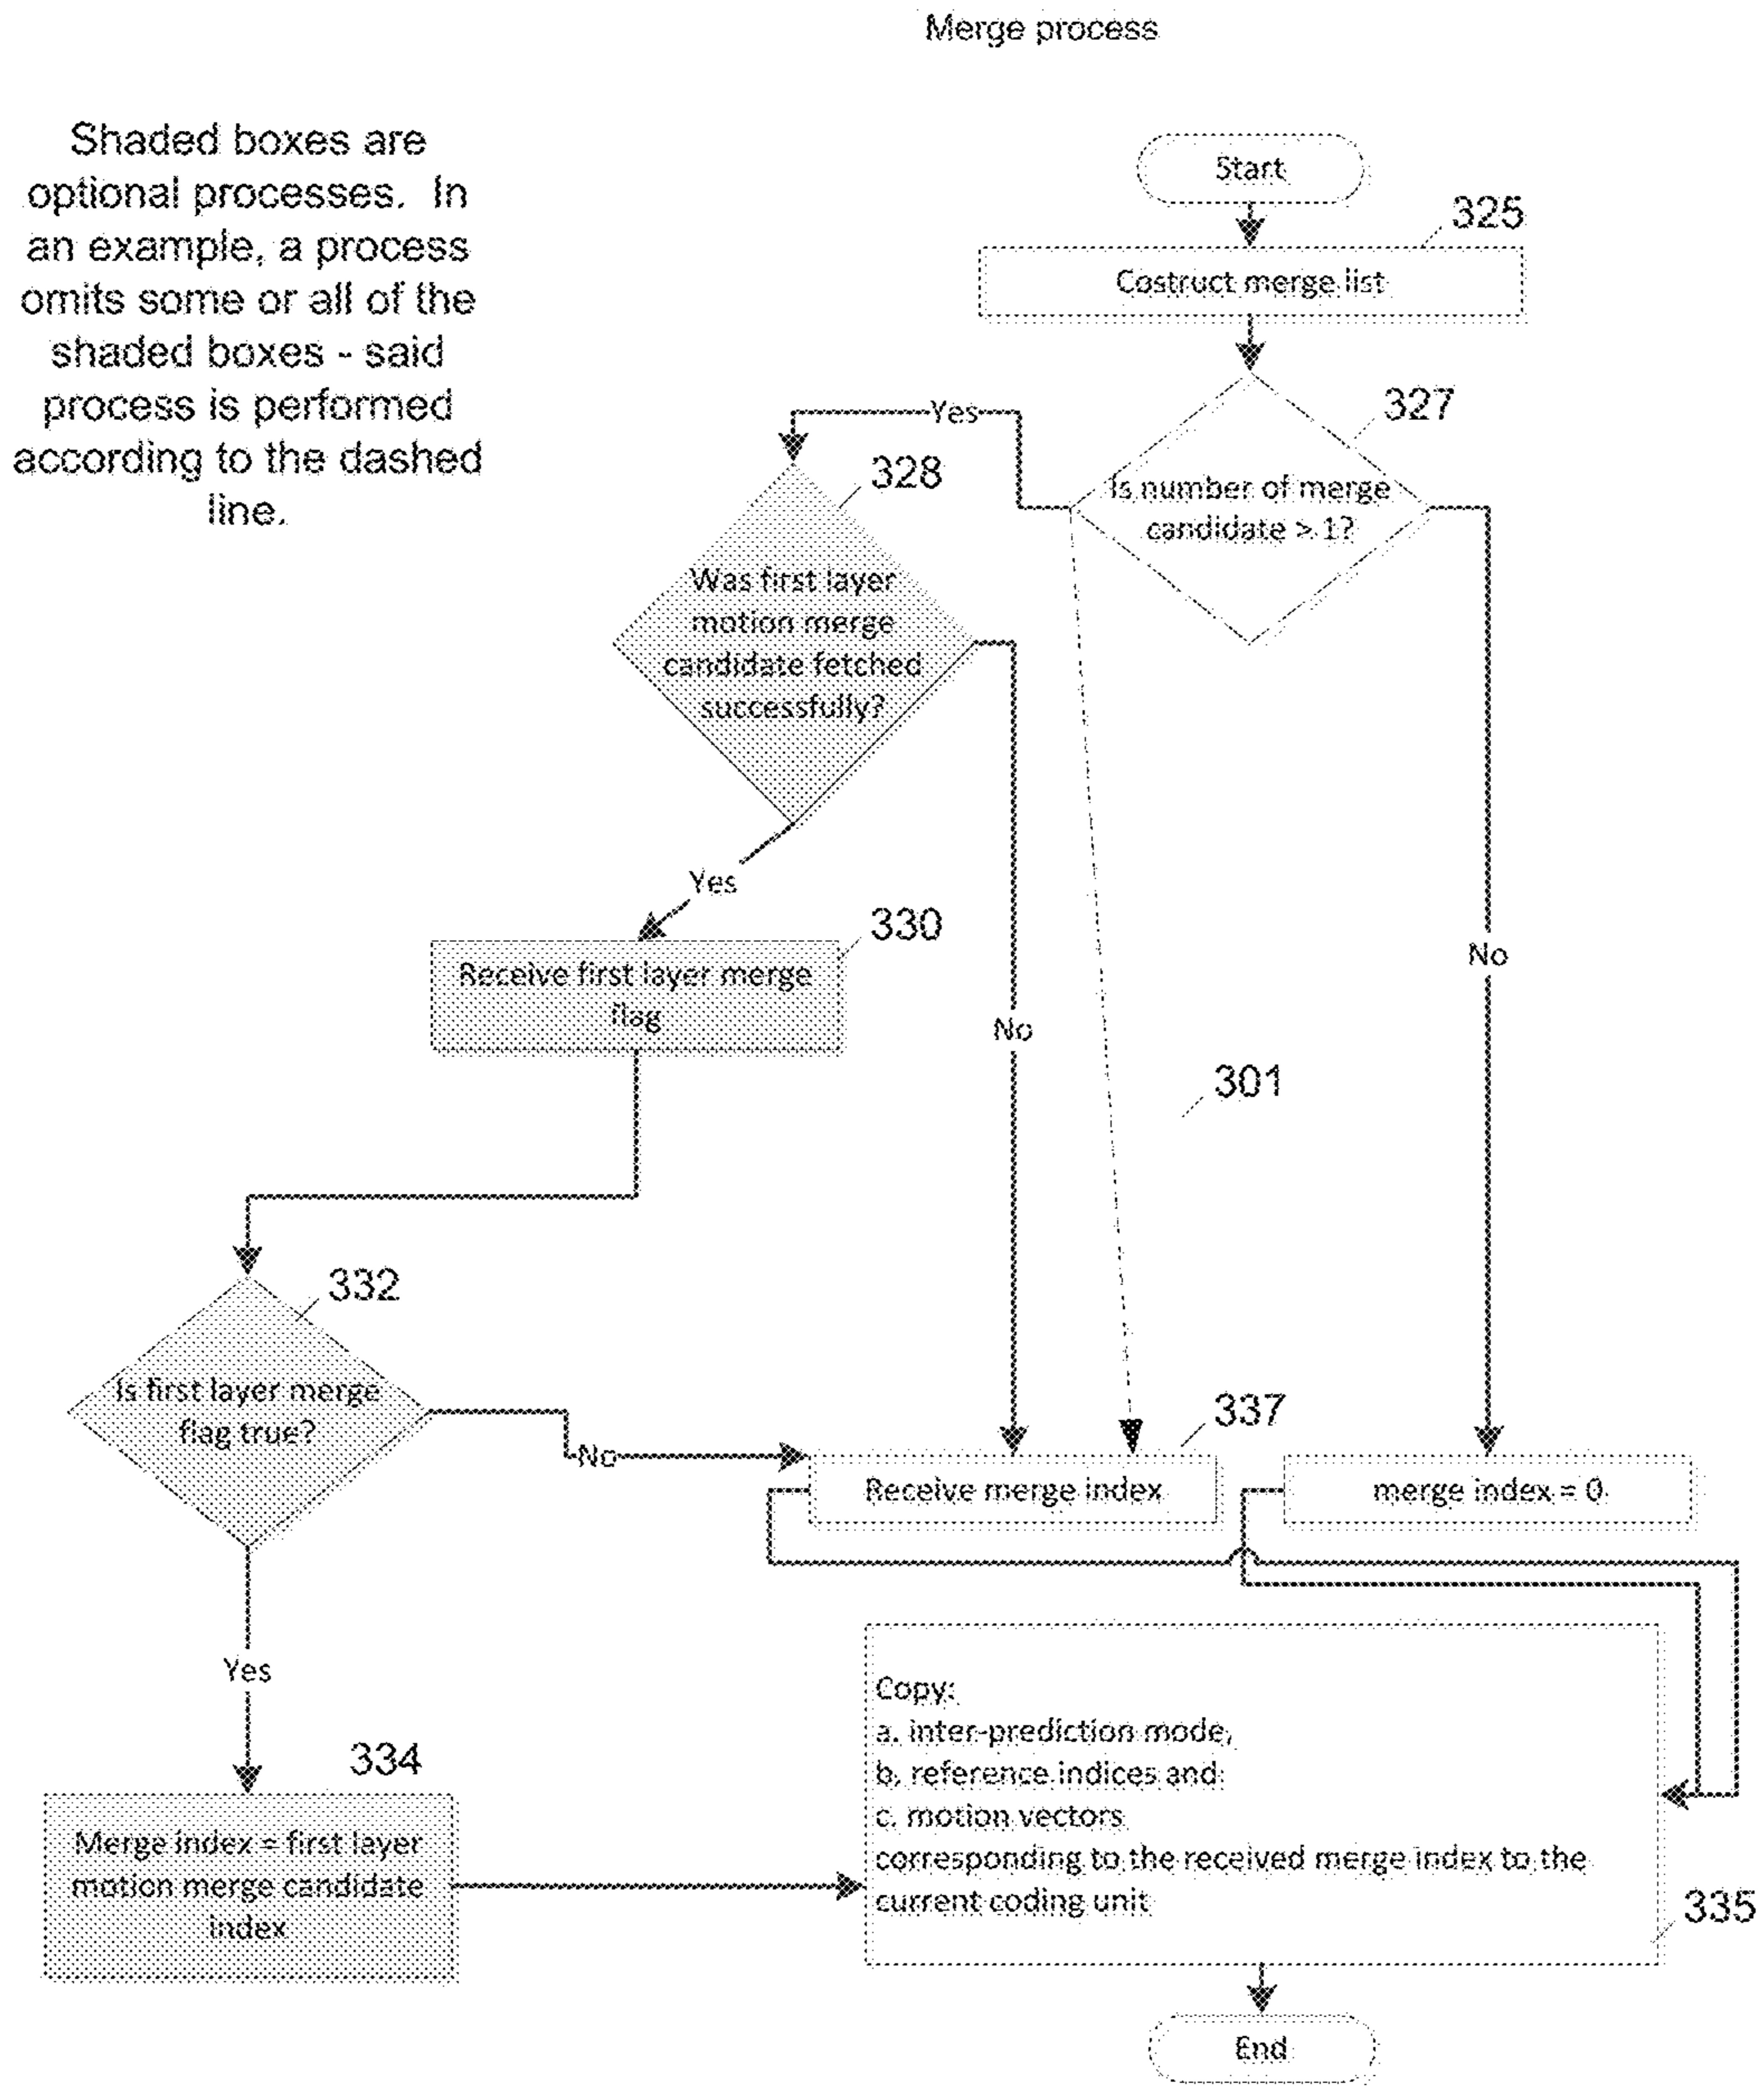 Merge process
Shaded boxes are
optional processes. In
an example, a process
omits some or all of the
shaded boxes - said
process is performed
according to the dashed
line.
Start
325
Costruct merge list
327
Is number of merge
candidate > 1?
Yes
328
Was first layer
motion merge
candidate fetched
successfully?
Yes
330
Receive first layer merge
flag
No
No
301
332
Is first layer merge
flag true?
No
337
Receive merge index
merge index = 0
Yes
334
Merge index = first layer
motion merge candidate
index
Copy:
a. inter-prediction mode,
b. reference indices and
c. motion vectors
corresponding to the received merge index to the
current coding unit
335
End